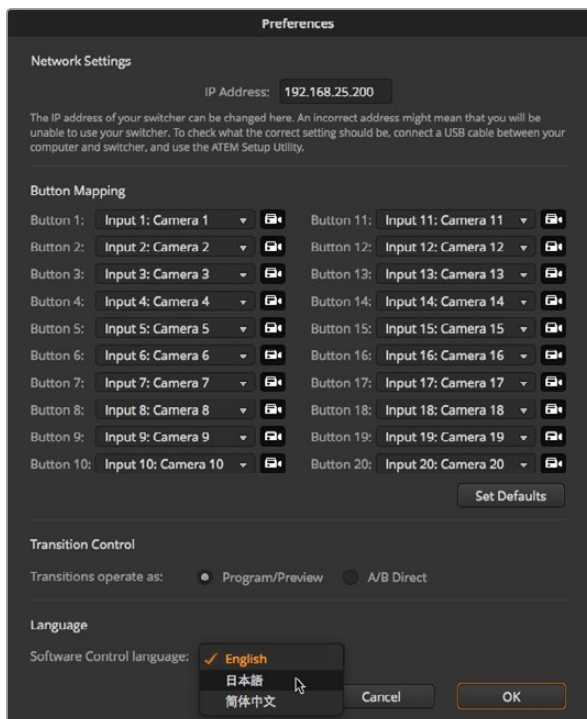 Preferences
Network Settings
IP Address: 192.168.25.200
The IP address of your switcher can be changed here. An incorrect address might mean that you will be
unable to use your switcher. To check what the correct setting should be, connect a USB cable between your
computer and switcher, and use the ATEM Setup Utility.
Button Mapping
Button 1: Input 1: Camera 1 Button 11: Input 11: Camera 11
Button 2: Input 2: Camera 2 Button 12: Input 12: Camera 12
Button 3: Input 3: Camera 3 Button 13: Input 13: Camera 13
Button 4: Input 4: Camera 4 Button 14: Input 14: Camera 14
Button 5: Input 5: Camera 5 Button 15: Input 15: Camera 15
Button 6: Input 6: Camera 6 Button 16: Input 16: Camera 16
Button 7: Input 7: Camera 7 Button 17: Input 17: Camera 17
Button 8: Input 8: Camera 8 Button 18: Input 18: Camera 18
Button 9: Input 9: Camera 9 Button 19: Input 19: Camera 19
Button 10: Input 10: Camera 10 Button 20: Input 20: Camera 20
Set Defaults
Transition Control
Transitions operate as: Program/Preview A/B Direct
Language
Software Control language: English
日本語
简体中文 Cancel OK